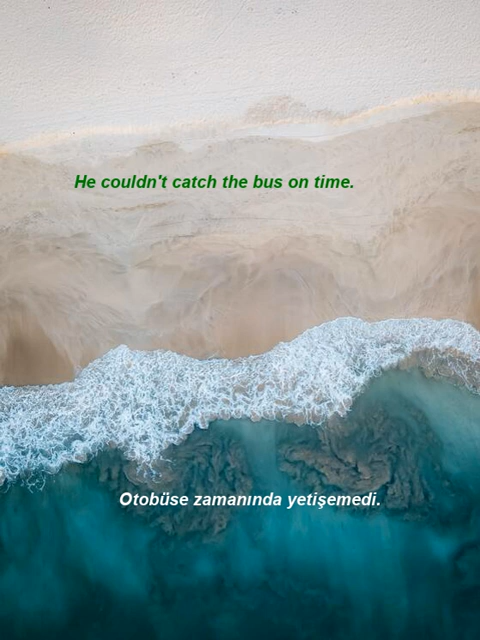 He couldn't catch the bus on time.
Otobüse zamanında yetişemedi.